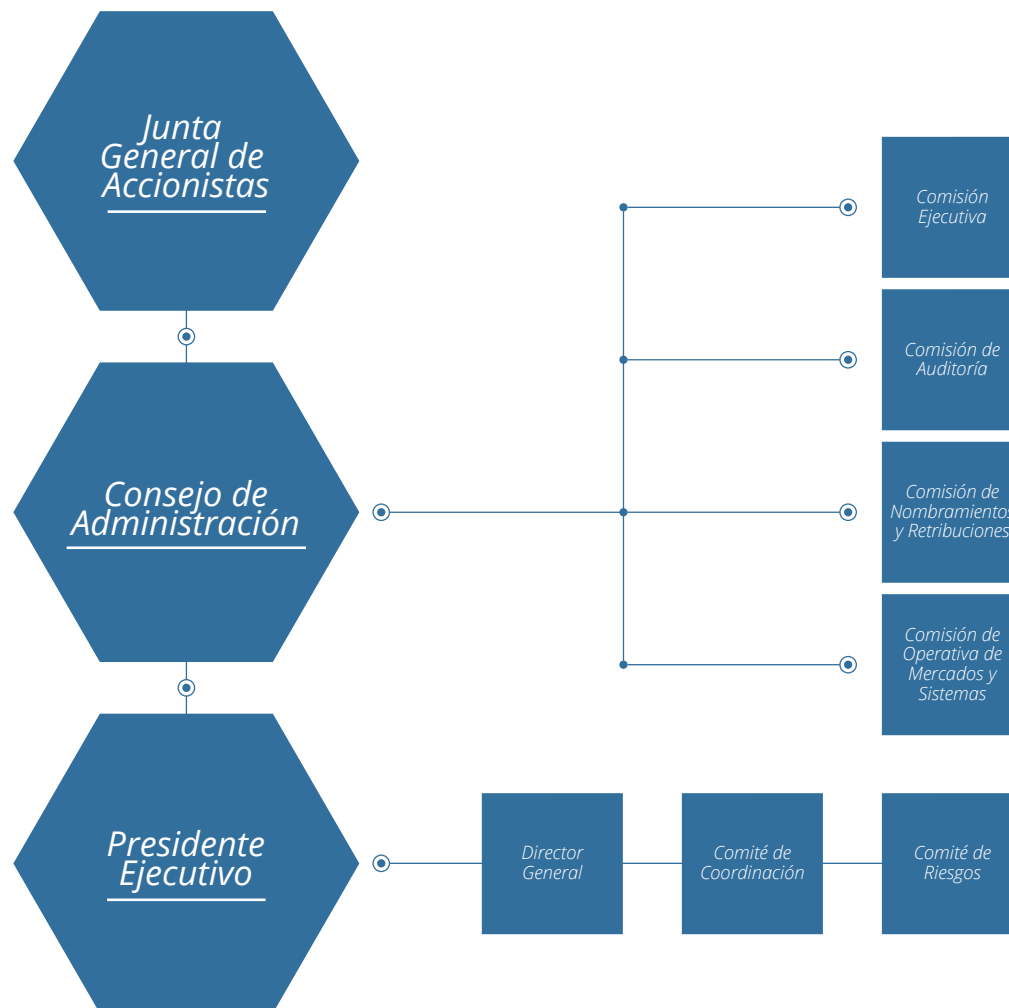 Junta
General de
Accionistas
Comisión
Ejecutiva
Comisión de
Auditoría
Consejo de
Administración
Comisión de
Nombramientos
y Retribuciones
Comisión de
Operativa de
Mercados y
Sistemas
Presidente
Ejecutivo
Director
General
Comité de
Coordinación
Comité de
Riesgos